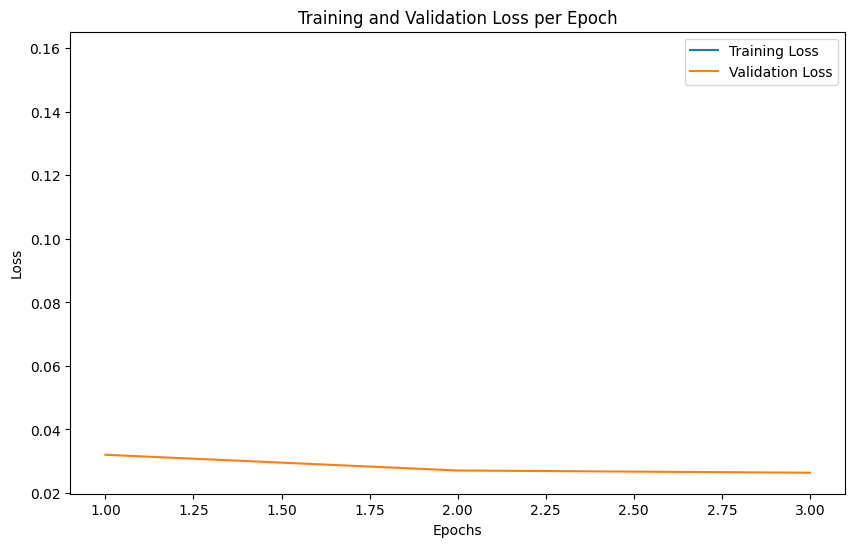 Training and Validation Loss per Epoch
Training Loss
Validation Loss
Loss
0.16
0.14
0.12
0.10
0.08
0.06
0.04
0.02
1.00 1.25 1.50 1.75 2.00 2.25 2.50 2.75 3.00
Epochs